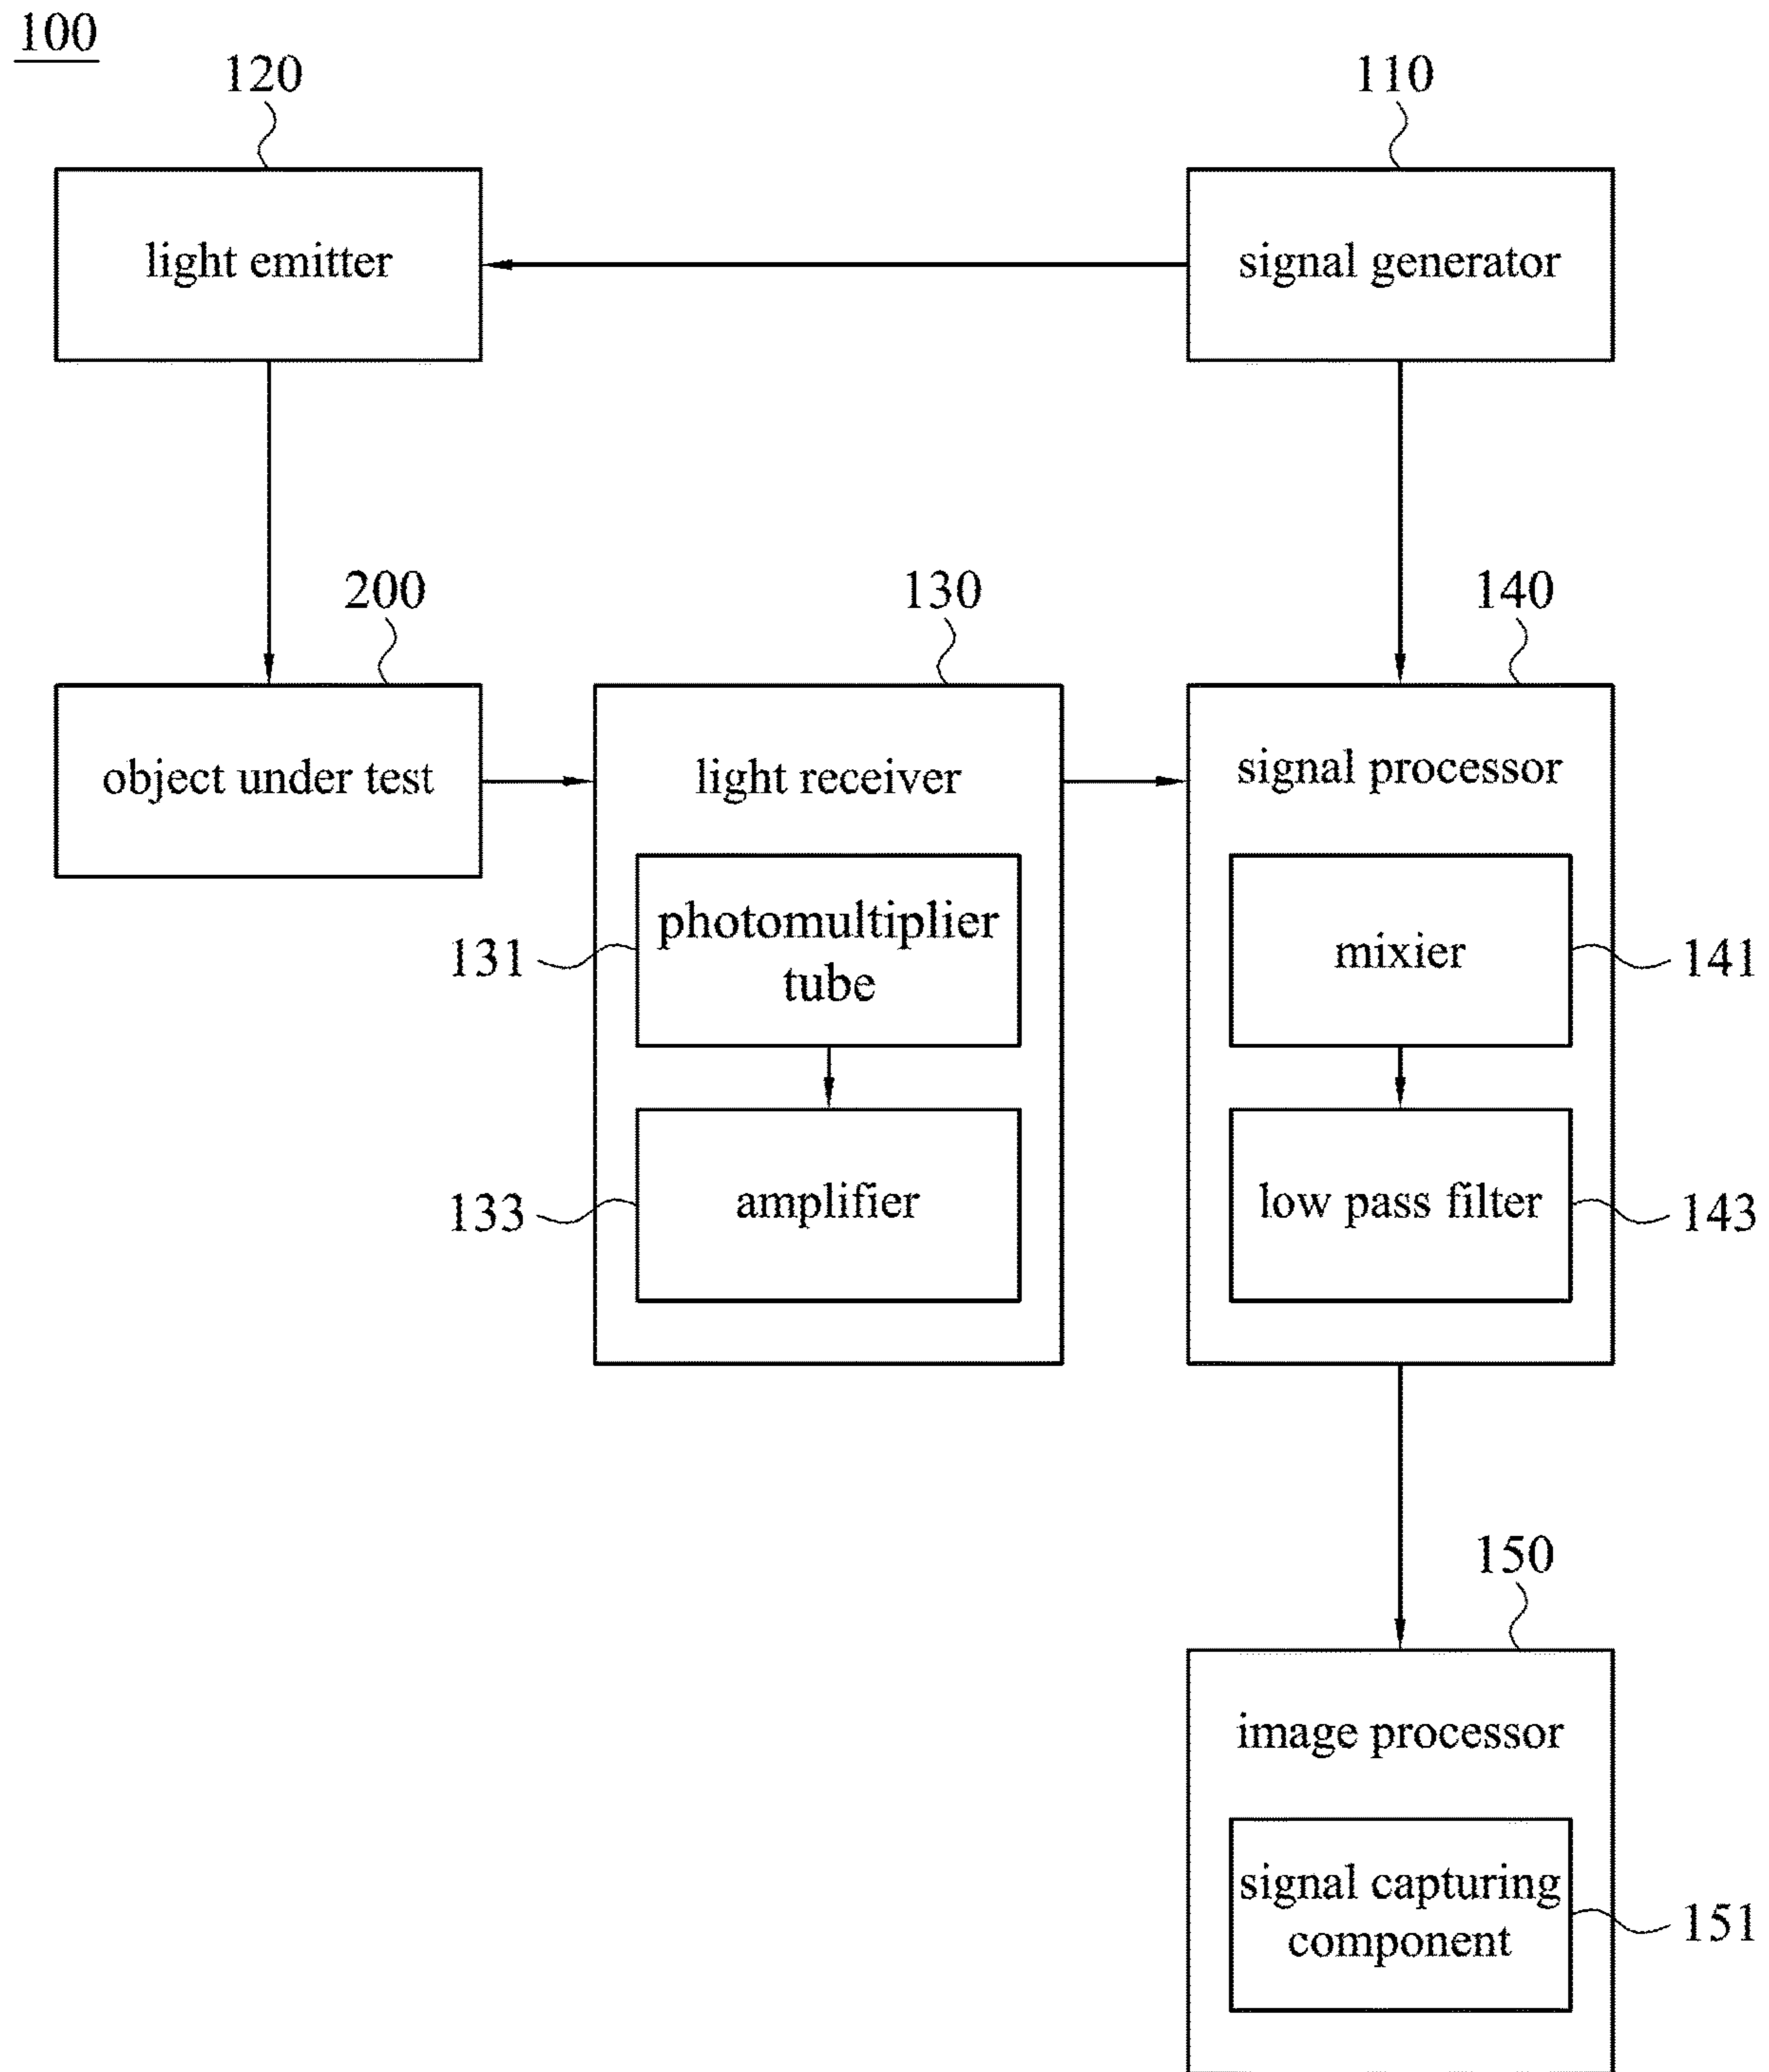 100
120
110
light emitter
signal generator
200
130
140
object under test
light receiver
signal processor
131
photomultiplier
tube
mixier
141
133
amplifier
low pass filter
143
150
image processor
signal capturing
component
151